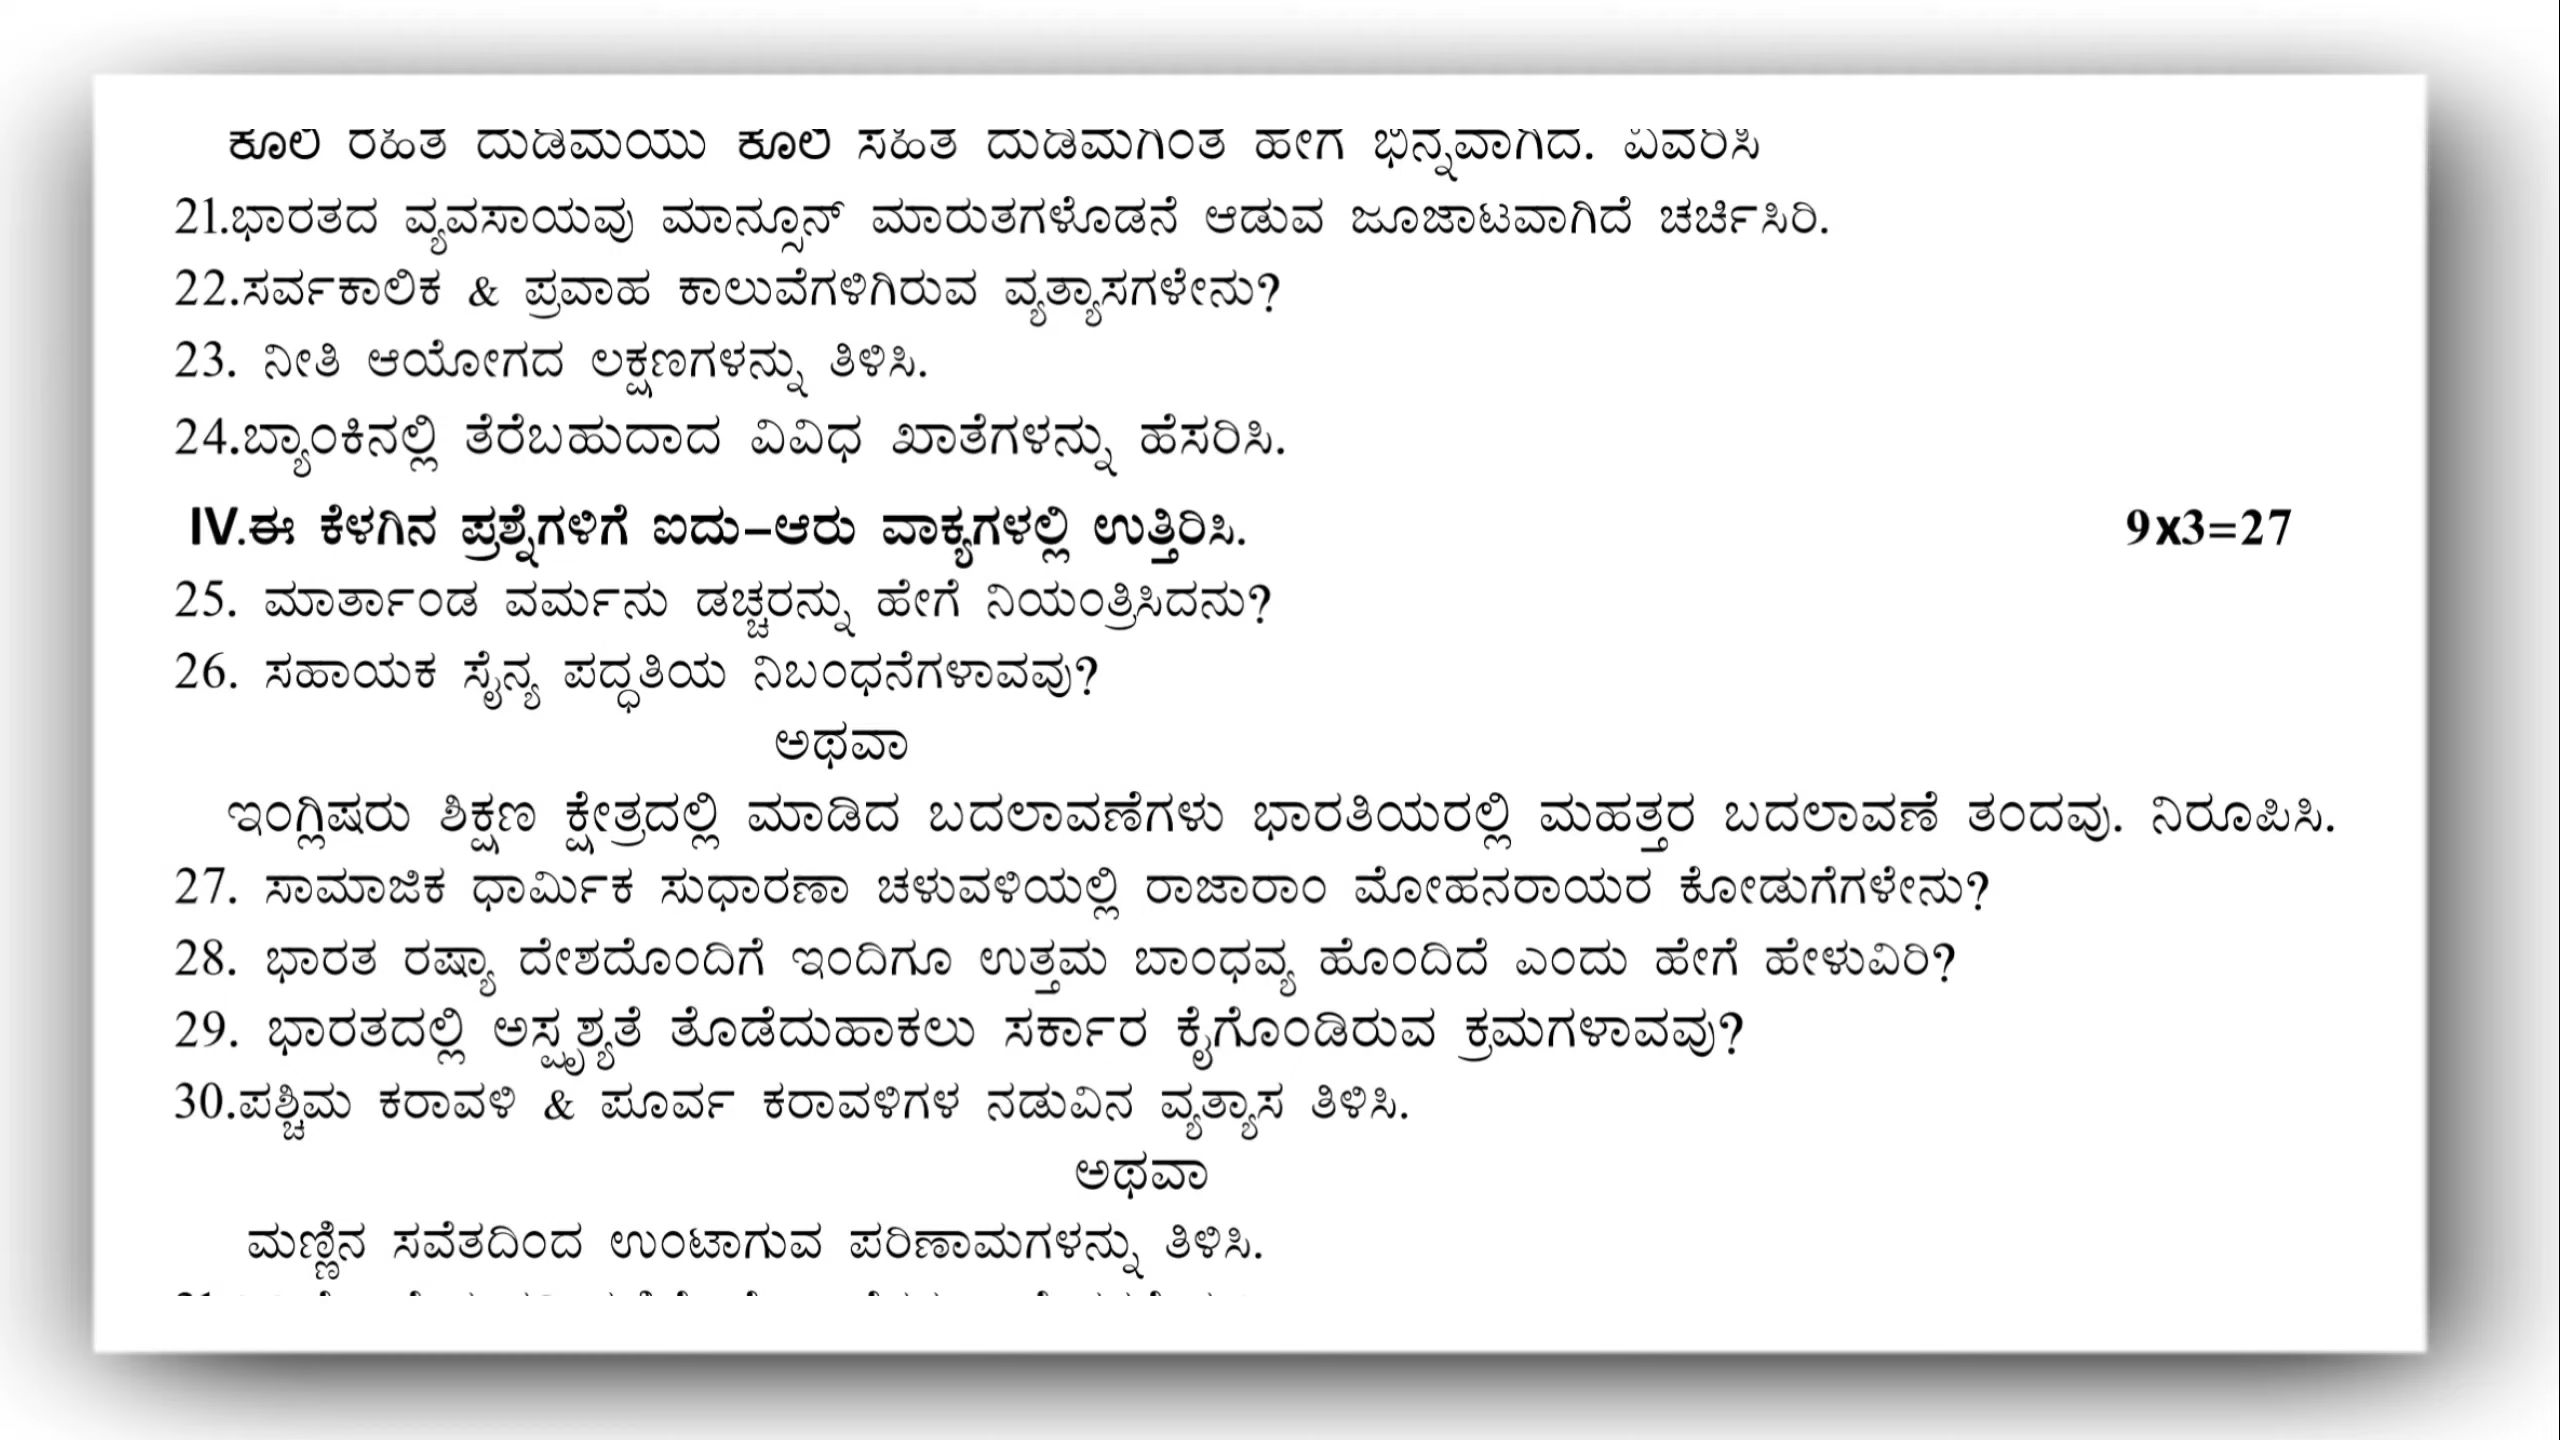 ಕೂಲಿ ರಹಿತ ದುಡಿಮೆಯು ಕೂಲಿ ಸಹಿತ ದುಡಿಮೆಗಿಂತ ಹೇಗೆ ಭಿನ್ನವಾಗಿದೆ. ವಿವರಿಸಿ
21.ಭಾರತದ ವ್ಯವಸಾಯವು ಮಾನ್ಸೂನ್ ಮಾರುತಗಳೊಡನೆ ಆಡುವ ಜೂಜಾಟವಾಗಿದೆ ಚರ್ಚಿಸಿರಿ.
22.ಸರ್ವಕಾಲಿಕ & ಪ್ರವಾಹ ಕಾಲುವೆಗಳಿಗಿರುವ ವ್ಯತ್ಯಾಸಗಳೇನು?
23. ನೀತಿ ಆಯೋಗದ ಲಕ್ಷಣಗಳನ್ನು ತಿಳಿಸಿ.
24.ಬ್ಯಾಂಕಿನಲ್ಲಿ ತೆರೆಬಹುದಾದ ವಿವಿಧ ಖಾತೆಗಳನ್ನು ಹೆಸರಿಸಿ.
IV.ಈ ಕೆಳಗಿನ ಪ್ರಶ್ನೆಗಳಿಗೆ ಐದು-ಆರು ವಾಕ್ಯಗಳಲ್ಲಿ ಉತ್ತಿರಿಸಿ. 9x3=27
25. ಮಾರ್ತಾಂಡ ವರ್ಮನು ಡಚ್ಚರನ್ನು ಹೇಗೆ ನಿಯಂತ್ರಿಸಿದನು?
26. ಸಹಾಯಕ ಸೈನ್ಯ ಪದ್ಧತಿಯ ನಿಬಂಧನೆಗಳಾವವು?
ಅಥವಾ
ಇಂಗ್ಲಿಷರು ಶಿಕ್ಷಣ ಕ್ಷೇತ್ರದಲ್ಲಿ ಮಾಡಿದ ಬದಲಾವಣೆಗಳು ಭಾರತಿಯರಲ್ಲಿ ಮಹತ್ತರ ಬದಲಾವಣೆ ತಂದವು. ನಿರೂಪಿಸಿ.
27. ಸಾಮಾಜಿಕ ಧಾರ್ಮಿಕ ಸುಧಾರಣಾ ಚಳುವಳಿಯಲ್ಲಿ ರಾಜಾರಾಂ ಮೋಹನರಾಯರ ಕೋಡುಗೆಗಳೇನು?
28. ಭಾರತ ರಷ್ಯಾ ದೇಶದೊಂದಿಗೆ ಇಂದಿಗೂ ಉತ್ತಮ ಬಾಂಧವ್ಯ ಹೊಂದಿದೆ ಎಂದು ಹೇಗೆ ಹೇಳುವಿರಿ?
29. ಭಾರತದಲ್ಲಿ ಅಸ್ಪೃಶ್ಯತೆ ತೊಡೆದುಹಾಕಲು ಸರ್ಕಾರ ಕೈಗೊಂಡಿರುವ ಕ್ರಮಗಳಾವವು?
30.ಪಶ್ಚಿಮ ಕರಾವಳಿ & ಪೂರ್ವ ಕರಾವಳಿಗಳ ನಡುವಿನ ವ್ಯತ್ಯಾಸ ತಿಳಿಸಿ.
ಅಥವಾ
ಮಣ್ಣಿನ ಸವೆತದಿಂದ ಉಂಟಾಗುವ ಪರಿಣಾಮಗಳನ್ನು ತಿಳಿಸಿ.